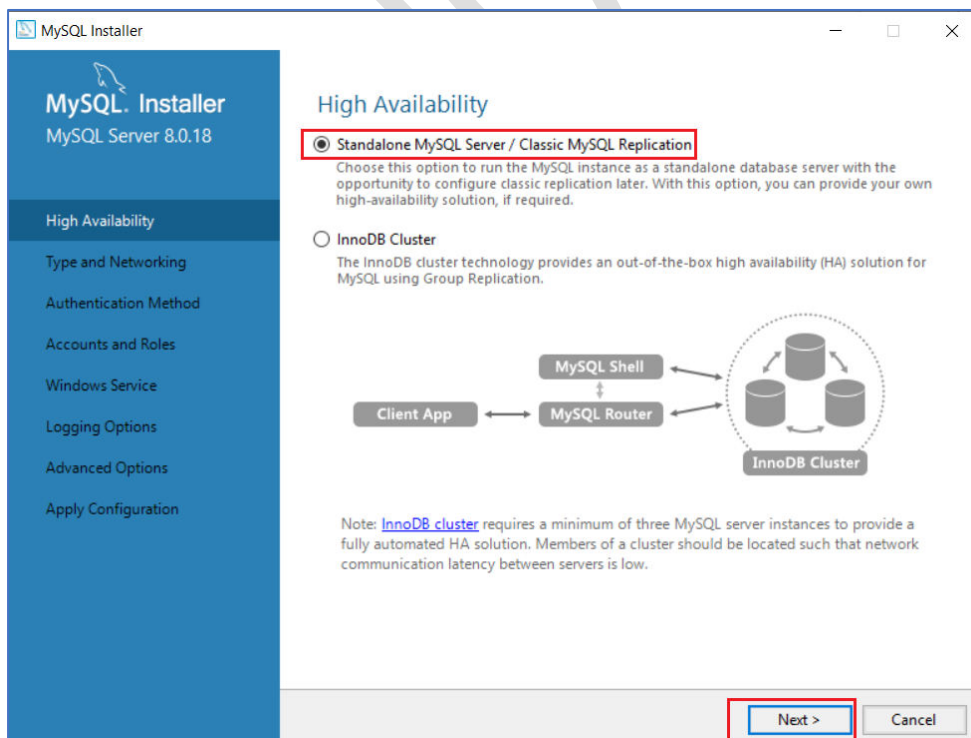 MySQL Installer
MySQL. Installer
MySQL Server 8.0.18
High Availability
Type and Networking
Authentication Method
Accounts and Roles
Windows Service
Logging Options
Advanced Options
Apply Configuration
High Availability
Standalone MySQL Server / Classic MySQL Replication
Choose this option to run the MySQL instance as a standalone database server with the
opportunity to configure classic replication later. With this option, you can provide your own
high-availability solution, if required.
InnoDB Cluster
The InnoDB cluster technology provides an out-of-the-box high availability (HA) solution for
MySQL using Group Replication.
MySQL Shell
Client App
MySQL Router
InnoDB Cluster
Note: InnoDB cluster requires a minimum of three MySQL server instances to provide a
fully automated HA solution. Members of a cluster should be located such that network
communication latency between servers is low.
Next >
Cancel